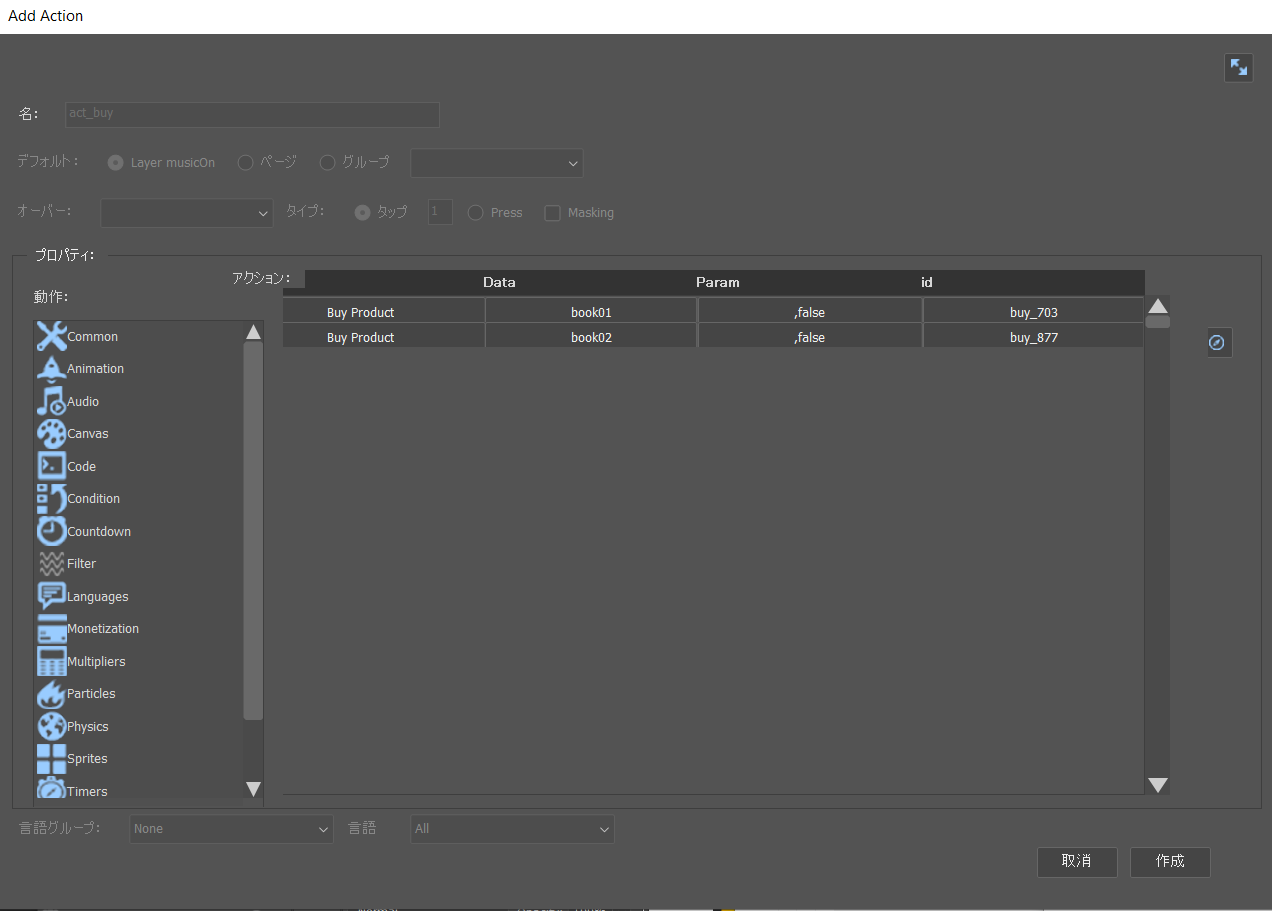 Add Action
名:
act_buy
デフォルト:
Layer musicOn
ページ
グループ
オーバー:
タイプ:
タップ
1
Press
Masking
プロパティ:
動作:
Common
Animation
Audio
Canvas
Code
Condition
Countdown
Filter
Languages
Monetization
Multipliers
Particles
Physics
Sprites
Timers
アクション:
Data Param id
Buy Product book01 ,false buy_703
Buy Product book02 ,false buy_877
言語グループ:
None
言語
All
取消
作成